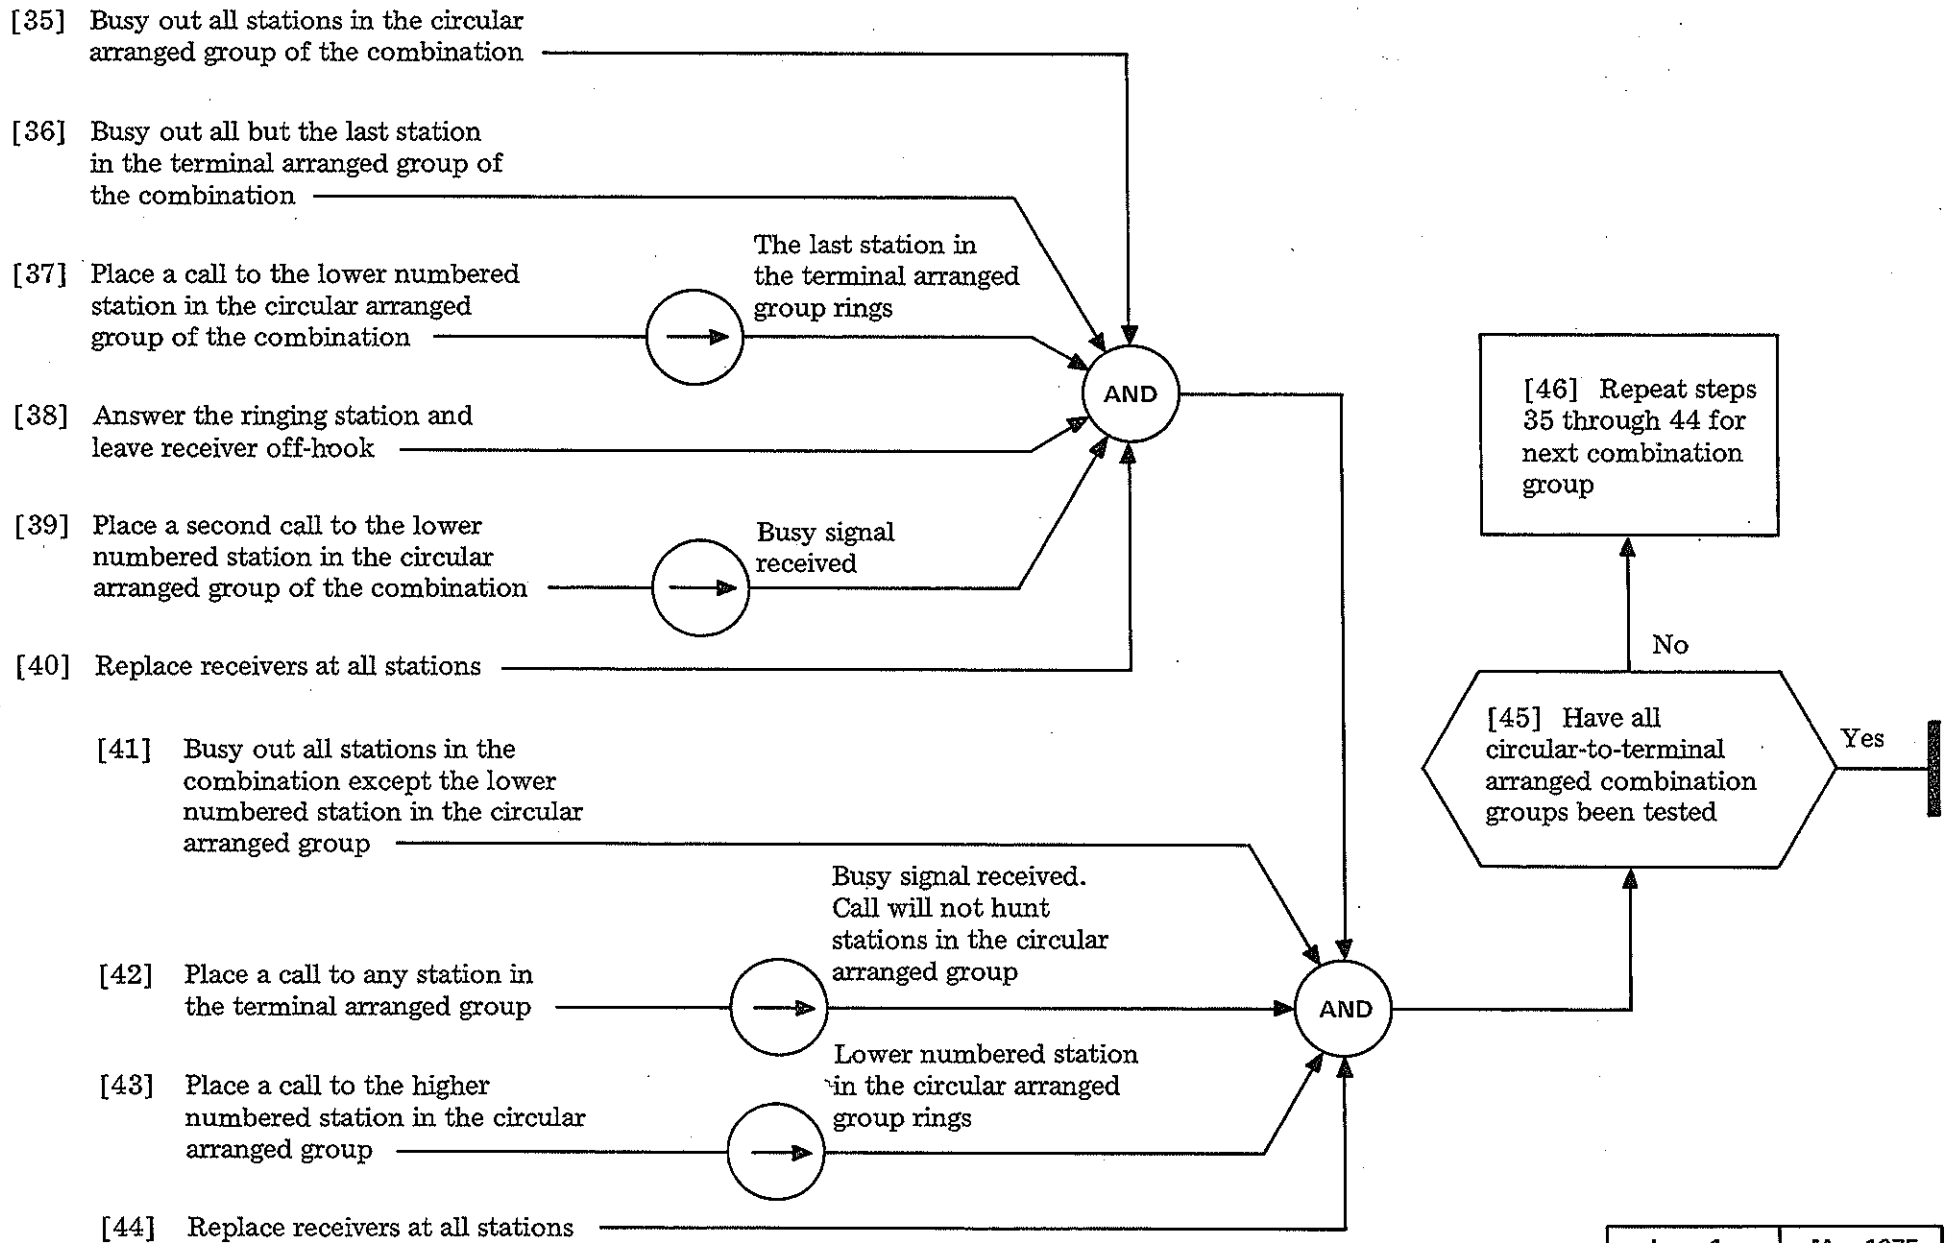 [35] Busy out all stations in the circular
arranged group of the combination
[36] Busy out all but the last station
in the terminal arranged group of
the combination
[37] Place a call to the lower numbered
station in the circular arranged
group of the combination
The last station in
the terminal arranged
group rings
[38] Answer the ringing station and
leave receiver off-hook
AND
[39] Place a second call to the lower
numbered station in the circular
arranged group of the combination
Busy signal
received
[40] Replace receivers at all stations
[41] Busy out all stations in the
combination except the lower
numbered station in the circular
arranged group
[42] Place a call to any station in
the terminal arranged group
Busy signal received.
Call will not hunt
stations in the circular
arranged group
[43] Place a call to the higher
numbered station in the circular
arranged group
Lower numbered station
in the circular arranged
group rings
[44] Replace receivers at all stations
AND
[45] Have all
circular-to-terminal
arranged combination
groups been tested
Yes
No
[46] Repeat steps
35 through 44 for
next combination
group